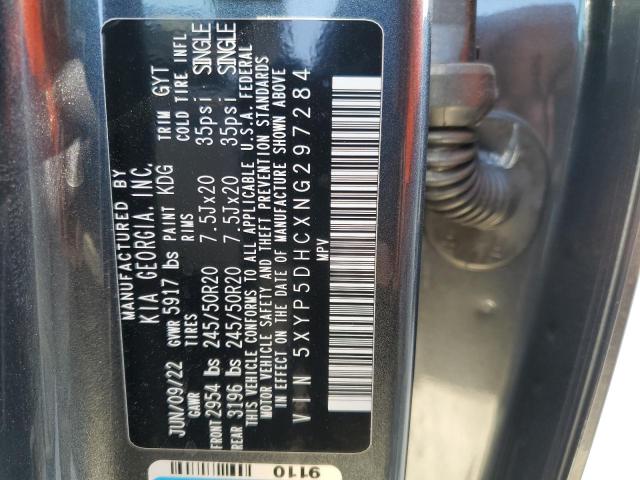 MANUFACTURED BY
KIA GEORGIA, INC.
JUN/09/22 GVWR 5917 lbs PAINT KDG TRIM GYT
GAWR TIRES RIMS COLD TIRE INFL
FRONT 2954 lbs 245/50R20 7.5Jx20 35psi SINGLE
REAR 3196 lbs 245/50R20 7.5Jx20 35psi SINGLE
THIS VEHICLE CONFORMS TO ALL APPLICABLE U.S.A. FEDERAL
MOTOR VEHICLE SAFETY AND THEFT PREVENTION STANDARDS
IN EFFECT ON THE DATE OF MANUFACTURE SHOWN ABOVE
VIN 5XYP5DHCXNG297284
MPV
9110